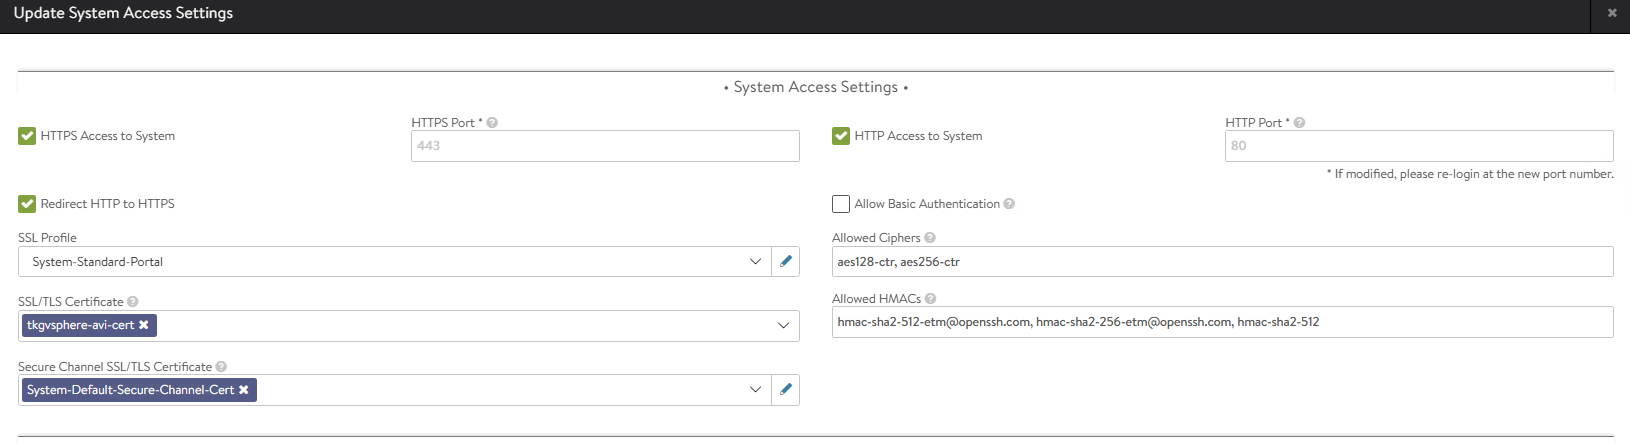 Update System Access Settings
• System Access Settings •
HTTPS Access to System
HTTPS Port *
443
HTTP Access to System
HTTP Port *
80
* If modified, please re-login at the new port number.
Redirect HTTP to HTTPS
Allow Basic Authentication
SSL Profile
System-Standard-Portal
Allowed Ciphers
aes128-ctr, aes256-ctr
SSL/TLS Certificate
tkgvsphere-avi-cert
Allowed HMACs
hmac-sha2-512-etm@openssh.com, hmac-sha2-256-etm@openssh.com, hmac-sha2-512
Secure Channel SSL/TLS Certificate
System-Default-Secure-Channel-Cert